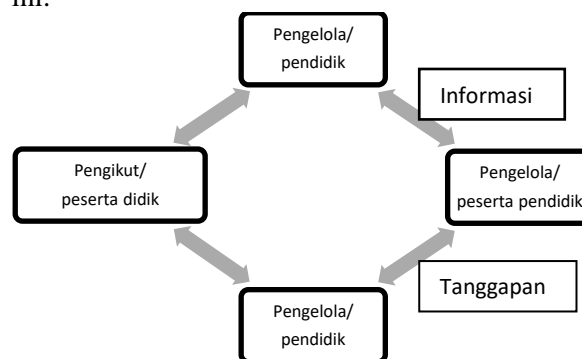 ini.
Pengelola/
pendidik
Informasi
Pengikut/
peserta didik
Pengelola/
peserta pendidik
Tanggapan
Pengelola/
pendidik